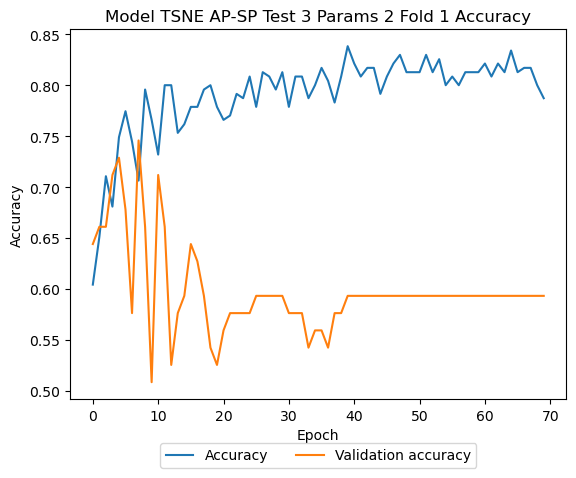 Model TSNE AP-SP Test 3 Params 2 Fold 1 Accuracy
0.85
0.80
0.75
0.70
0.65
0.60
0.55
0.50
Accuracy
0 10 20 30 40 50 60 70
Epoch
Accuracy Validation accuracy